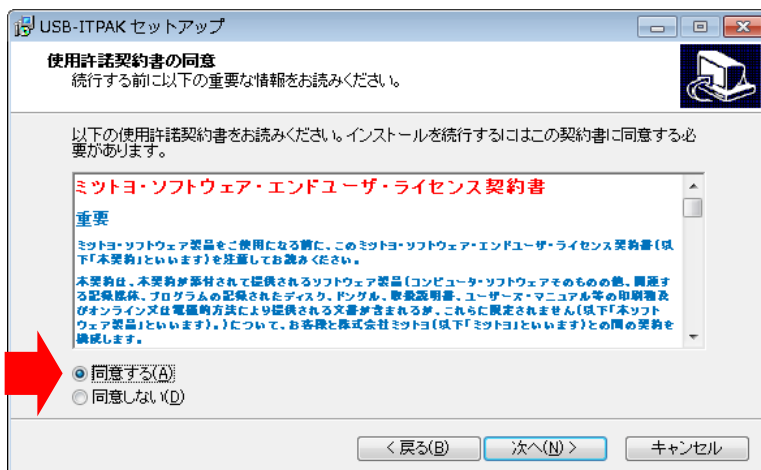 USB-ITPAK セットアップ
使用許諾契約書の同意
続行する前に以下の重要な情報をお読みください。
以下の使用許諾契約書をお読みください。インストールを続行するにはこの契約書に同意する必
要があります。
ミツトヨ・ソフトウェア・エンドユーザ・ライセンス契約書
重要
ミツトヨ・ソフトウェア製品をご使用になる前に、このミツトヨ・ソフトウェア・エンドユーザ・ライセンス契約書（以
下「本契約」といいます）を注意してお読みください。
本契約は、本契約が添付されて提供されるソフトウェア製品（コンピュータ・ソフトウェアそのものの他、関連す
る記録媒体、プログラムの記録されたディスク、ドングル、取扱説明書、ユーザーズ・マニュアル等の印刷物及
びオンライン又は電磁的方法により提供される文書が含まれるが、これらに限定されません（以下「本ソフト
ウェア製品」といいます）。）について、お客様と株式会社ミツトヨ（以下「ミツトヨ」といいます）との間の契約を
構成します。
同意する(A)
同意しない(D)
< 戻る(B)
次へ(N) >
キャンセル